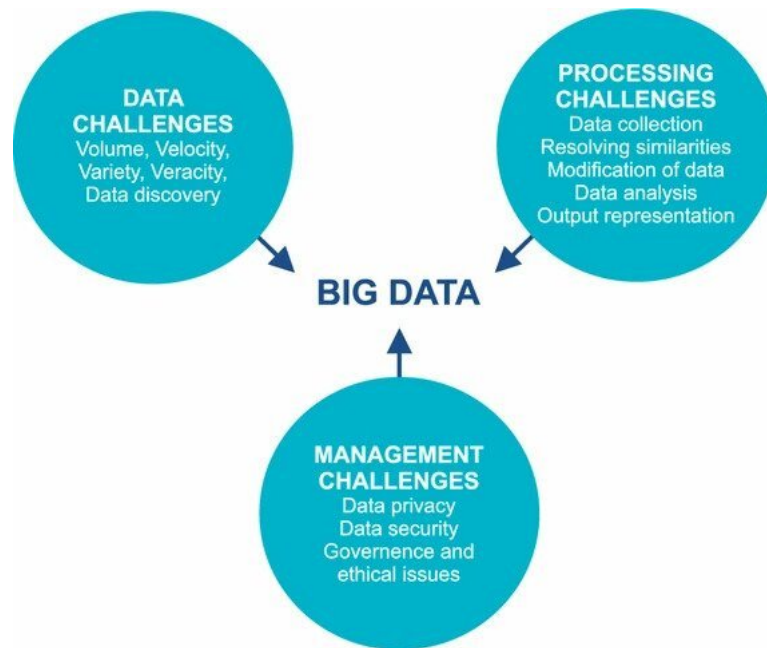 DATA
CHALLENGES
Volume, Velocity,
Variety, Veracity,
Data discovery
PROCESSING
CHALLENGES
Data collection
Resolving similarities
Modification of data
Data analysis
Output representation
BIG DATA
MANAGEMENT
CHALLENGES
Data privacy
Data security
Governence and
ethical issues